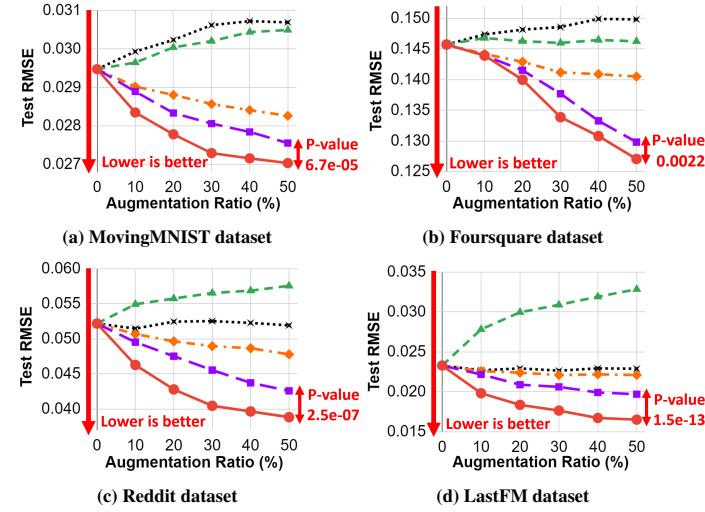 0.031
0.030
0.029
0.028
0.027
Test RMSE
Lower is better
P-value
6.7e-05
0 10 20 30 40 50
Augmentation Ratio (%)
(a) MovingMNIST dataset
0.150
0.145
0.140
0.135
0.130
0.125
Test RMSE
Lower is better
P-value
0.0022
0 10 20 30 40 50
Augmentation Ratio (%)
(b) Foursquare dataset
0.060
0.055
0.050
0.045
0.040
Test RMSE
Lower is better
P-value
2.5e-07
0 10 20 30 40 50
Augmentation Ratio (%)
(c) Reddit dataset
0.035
0.030
0.025
0.020
0.015
Test RMSE
Lower is better
P-value
1.5e-13
0 10 20 30 40 50
Augmentation Ratio (%)
(d) LastFM dataset